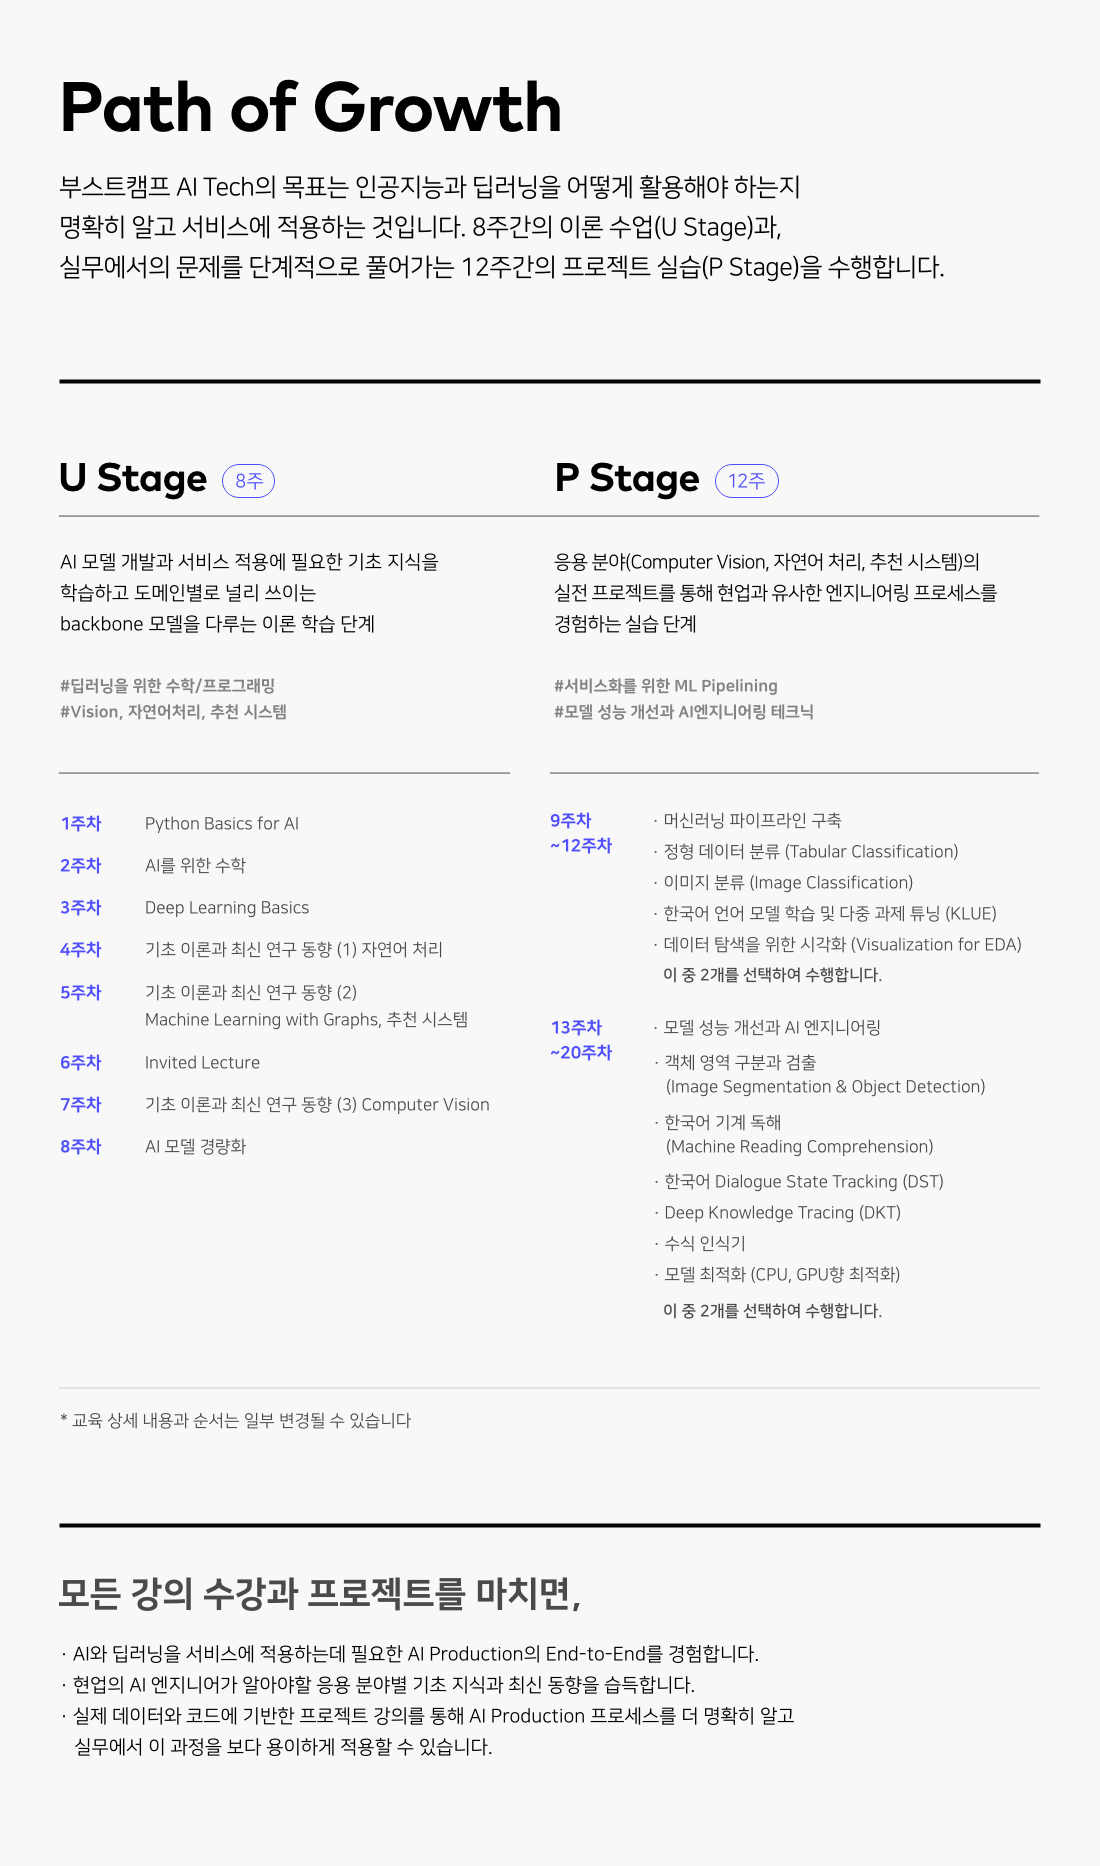 Path of Growth
부스트캠프 AI Tech의 목표는 인공지능과 딥러닝을 어떻게 활용해야 하는지
명확히 알고 서비스에 적용하는 것입니다. 8주간의 이론 수업(U Stage)과,
실무에서의 문제를 단계적으로 풀어가는 12주간의 프로젝트 실습(P Stage)을 수행합니다.
U Stage 8주
AI 모델 개발과 서비스 적용에 필요한 기초 지식을
학습하고 도메인별로 널리 쓰이는
backbone 모델을 다루는 이론 학습 단계
#딥러닝을 위한 수학/프로그래밍
#Vision, 자연어처리, 추천 시스템
1주차 Python Basics for AI
2주차 AI를 위한 수학
3주차 Deep Learning Basics
4주차 기초 이론과 최신 연구 동향 (1) 자연어 처리
5주차 기초 이론과 최신 연구 동향 (2)
Machine Learning with Graphs, 추천 시스템
6주차 Invited Lecture
7주차 기초 이론과 최신 연구 동향 (3) Computer Vision
8주차 AI 모델 경량화
P Stage 12주
응용 분야(Computer Vision, 자연어 처리, 추천 시스템)의
실전 프로젝트를 통해 현업과 유사한 엔지니어링 프로세스를
경험하는 실습 단계
#서비스화를 위한 ML Pipelining
#모델 성능 개선과 AI엔지니어링 테크닉
9주차
~12주차
· 머신러닝 파이프라인 구축
· 정형 데이터 분류 (Tabular Classification)
· 이미지 분류 (Image Classification)
· 한국어 언어 모델 학습 및 다중 과제 튜닝 (KLUE)
· 데이터 탐색을 위한 시각화 (Visualization for EDA)
이 중 2개를 선택하여 수행합니다.
13주차
~20주차
· 모델 성능 개선과 AI 엔지니어링
· 객체 영역 구분과 검출
(Image Segmentation & Object Detection)
· 한국어 기계 독해
(Machine Reading Comprehension)
· 한국어 Dialogue State Tracking (DST)
· Deep Knowledge Tracing (DKT)
· 수식 인식기
· 모델 최적화 (CPU, GPU향 최적화)
이 중 2개를 선택하여 수행합니다.
* 교육 상세 내용과 순서는 일부 변경될 수 있습니다
모든 강의 수강과 프로젝트를 마치면,
· AI와 딥러닝을 서비스에 적용하는데 필요한 AI Production의 End-to-End를 경험합니다.
· 현업의 AI 엔지니어가 알아야할 응용 분야별 기초 지식과 최신 동향을 습득합니다.
· 실제 데이터와 코드에 기반한 프로젝트 강의를 통해 AI Production 프로세스를 더 명확히 알고
실무에서 이 과정을 보다 용이하게 적용할 수 있습니다.